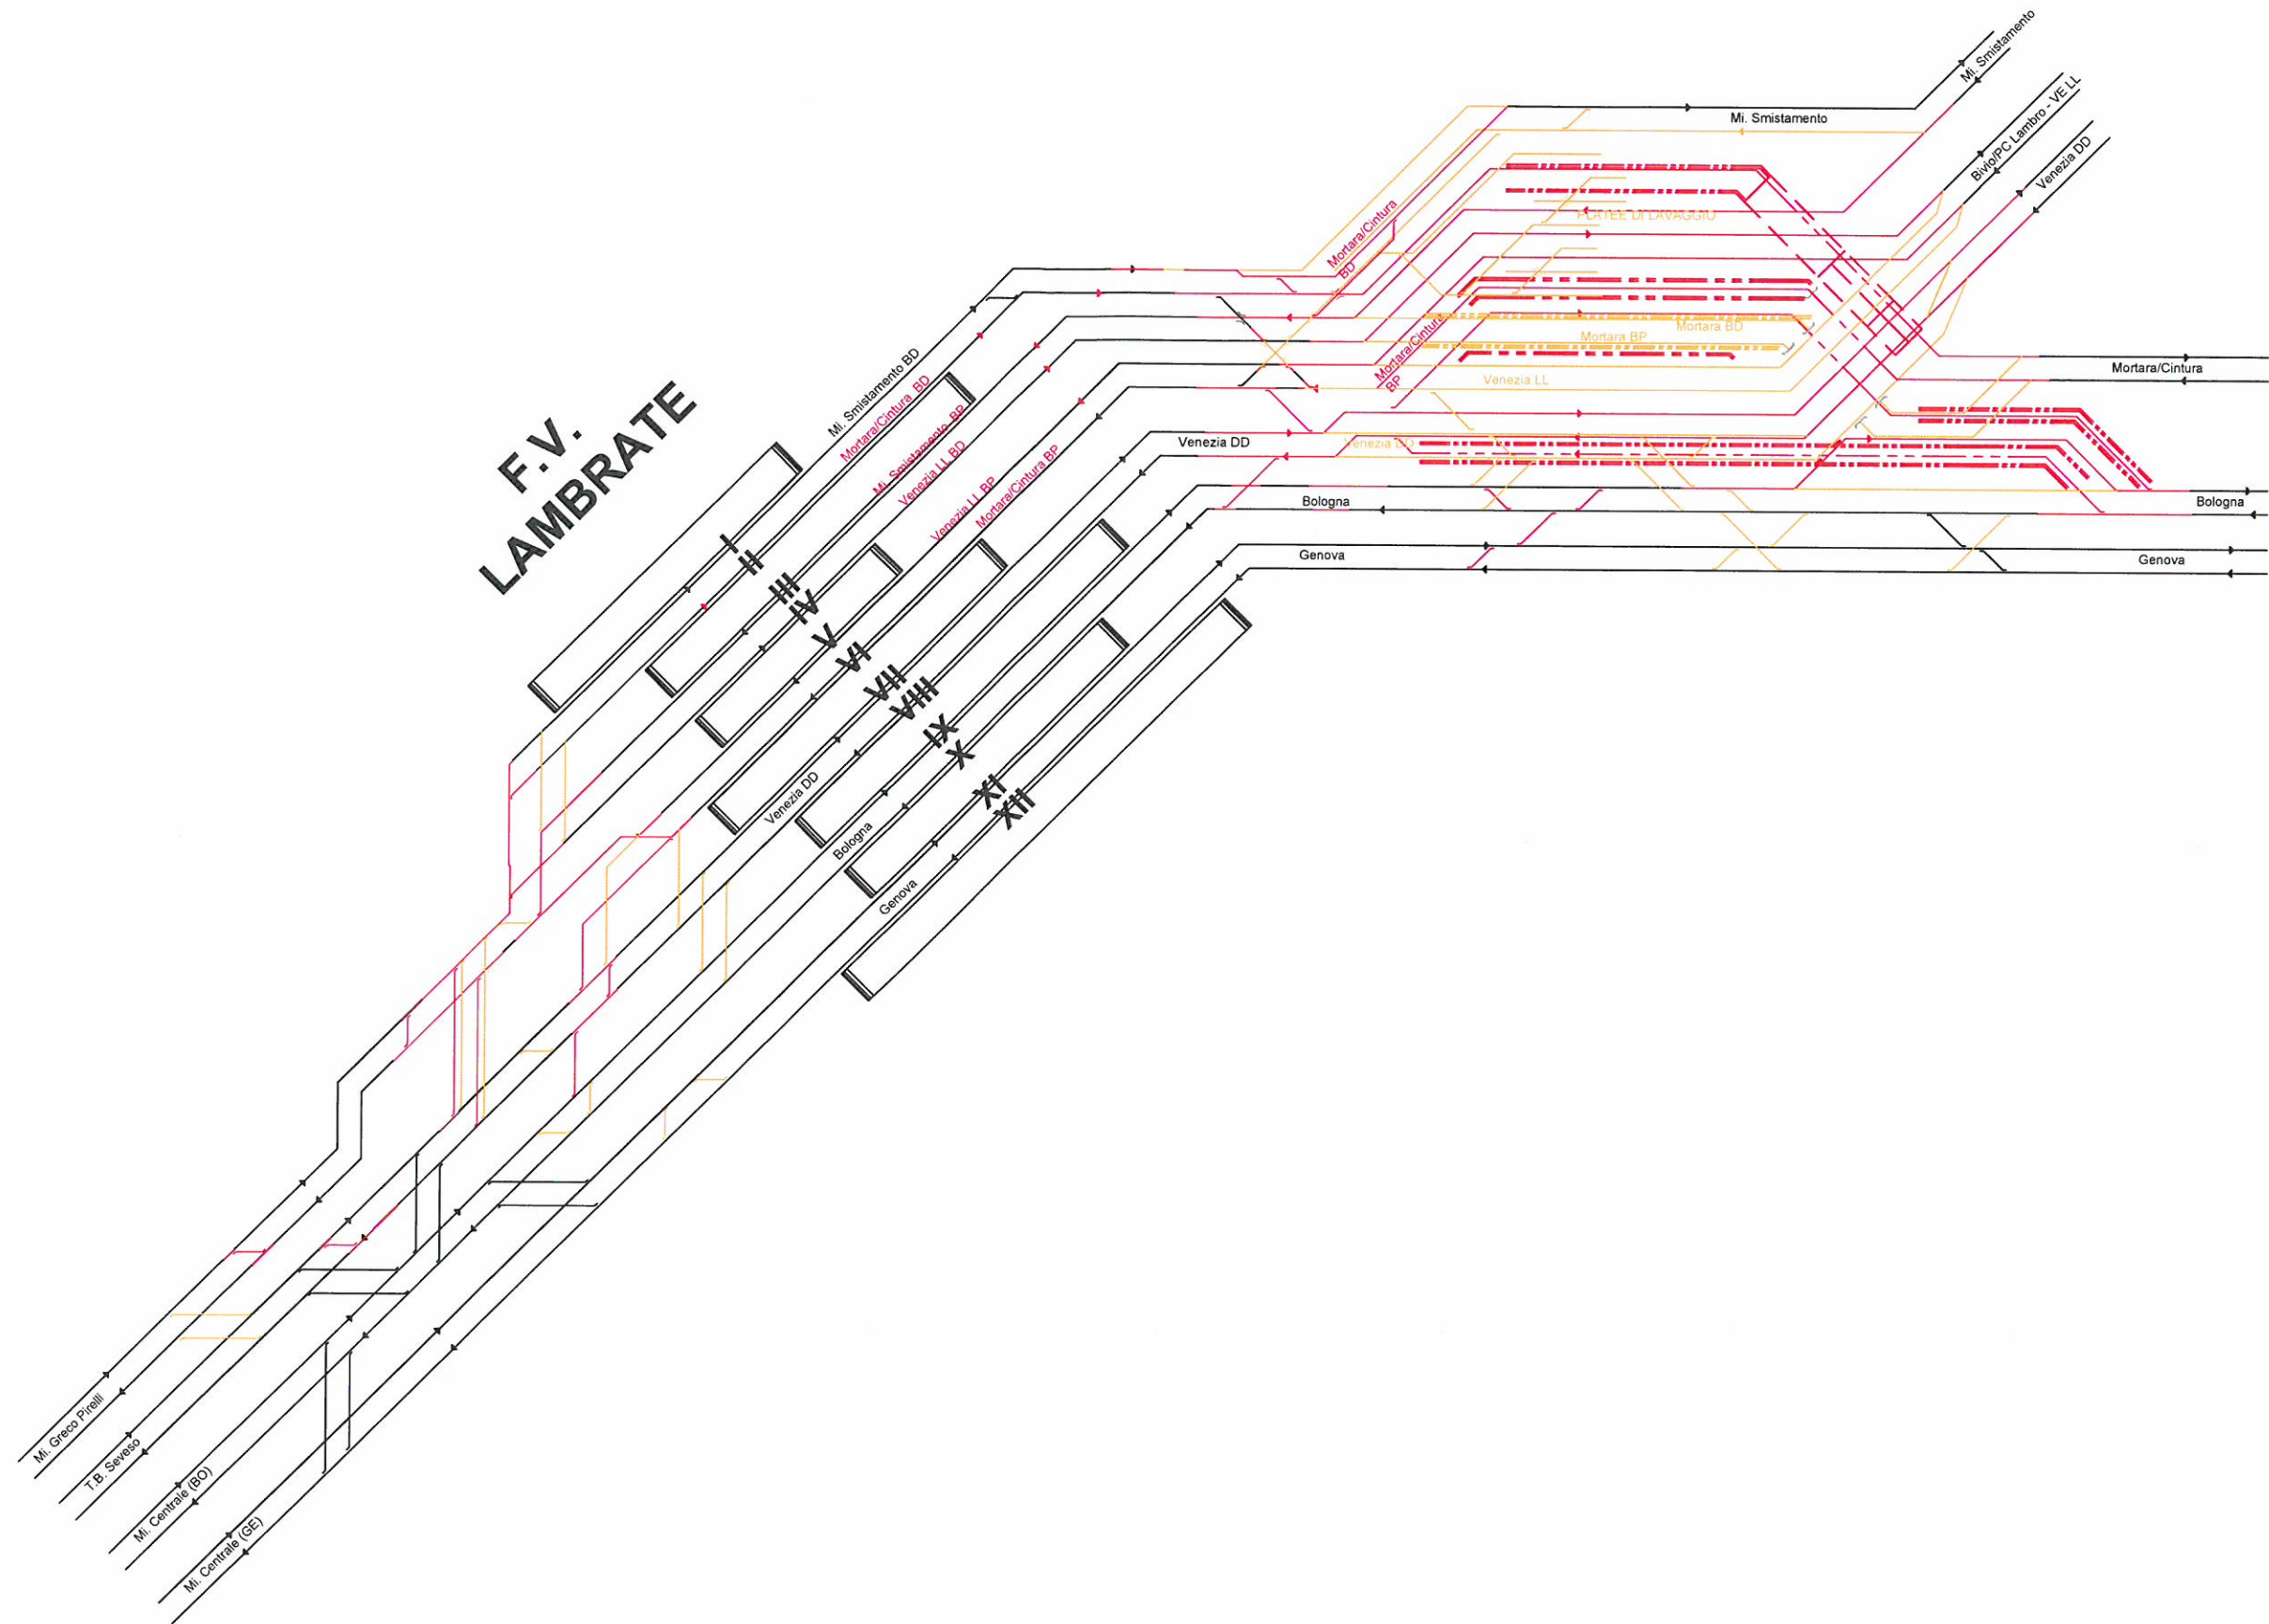 Mi. Smistamento
Mi. Smistamento
Bivio/PC Lambro - VE LL
Venezia DD
PLATEE DI LAVAGGIO
Mortara/Cintura
BD
Mortara BD
Mortara BP
Mortara/Cintura
BP
Venezia LL
Mortara/Cintura
Venezia DD
Venezia DD
Bologna
Bologna
Genova
Genova
F.V.
LAMBRATE
Mi. Smistamento BD
Mortara/Cintura BD
Mi. Smistamento BP
Venezia LL BD
Venezia LL BP
Mortara/Cintura BP
I
II
III
IV
V
VI
VII
VIII
IX
X
XI
XII
Venezia DD
Bologna
Genova
Mi. Greco Pirelli
T.B. Seveso
Mi. Centrale (BO)
Mi. Centrale (GE)